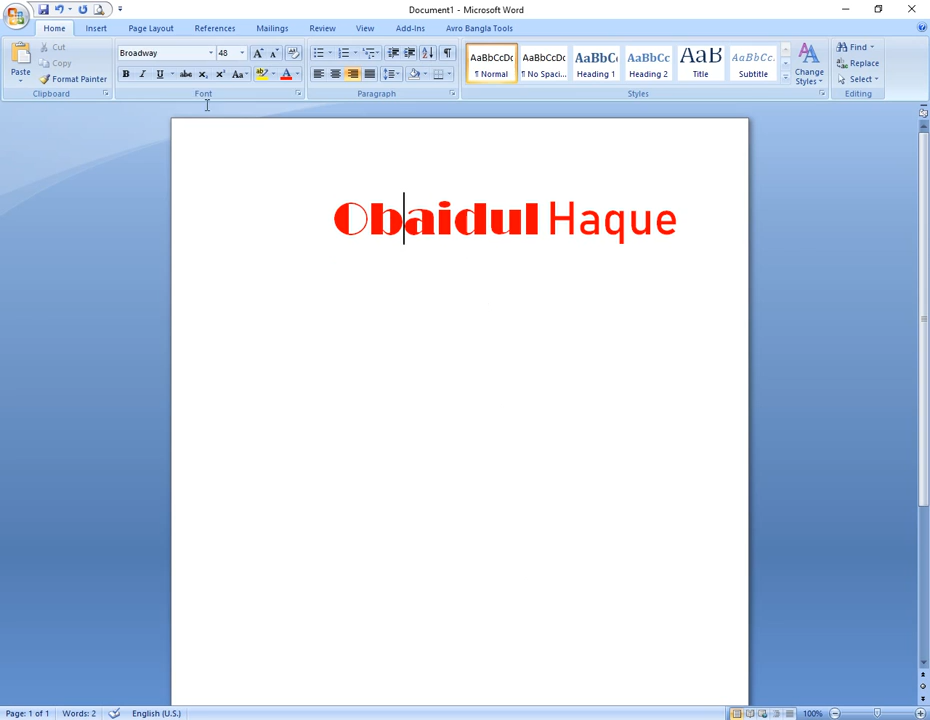 Document1 - Microsoft Word
Home Insert Page Layout References Mailings Review View Add-Ins Avro Bangla Tools
Paste
Cut
Copy
Format Painter
Clipboard
Broadway 48
Font
Paragraph
AaBbCcDc AaBbCcDc AaBbCc AaBbCc AaB AaBbCc.
¶ Normal ¶ No Spaci... Heading 1 Heading 2 Title Subtitle
Change Styles
Styles
Find
Replace
Select
Editing
Obaidul Haque
Page: 1 of 1 Words: 2 English (U.S.) 100%